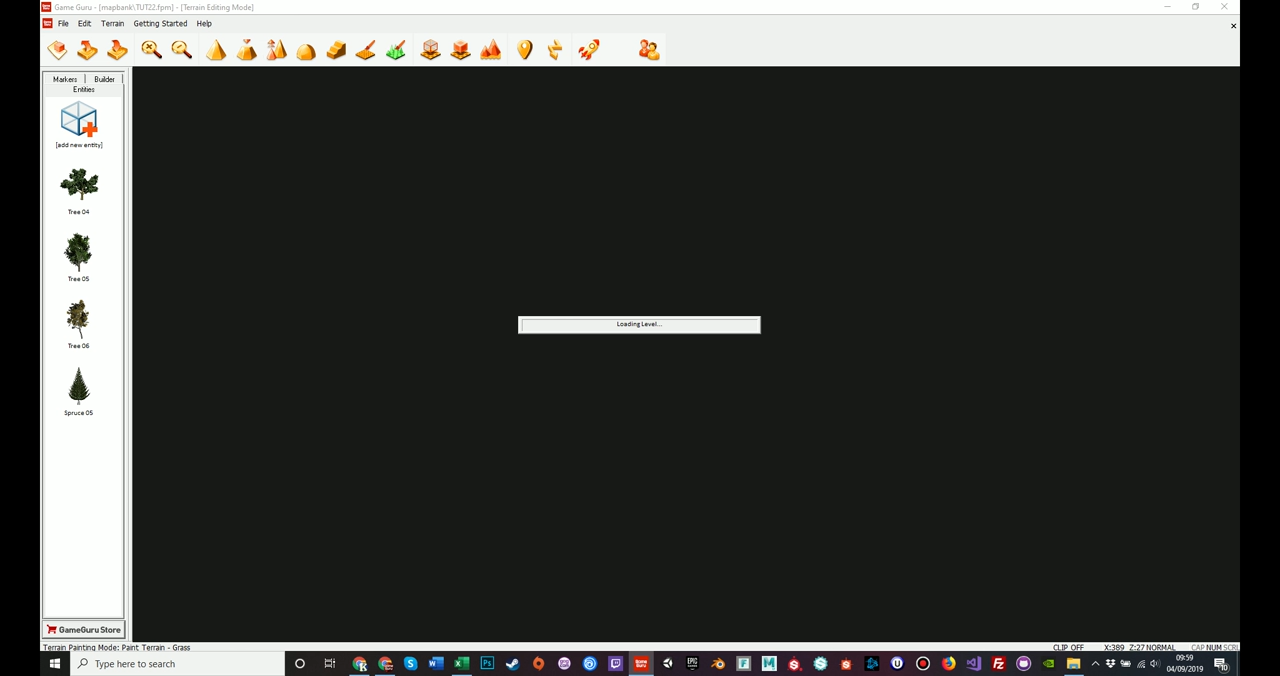 Game Guru - [mapbank\TUT22.fpm] - [Terrain Editing Mode]
File Edit Terrain Getting Started Help
Markers Builder
Entities
[add new entity]
Tree 04
Tree 05
Tree 06
Spruce 05
Loading Level...
GameGuru Store
Terrain Painting Mode: Paint Terrain - Grass
CLIP OFF X:389 Z:27 NORMAL CAP NUM SCRL
Type here to search
09:59
04/09/2019